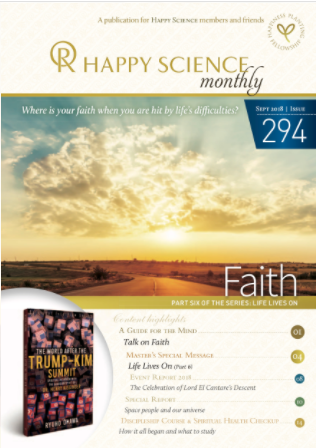 A publication for HAPPY SCIENCE members and friends
HAPPINESS PLANTING
FELLOWSHIP
HAPPY SCIENCE
monthly
Where is your faith when you are hit by life's difficulties?
SEPT 2018 | ISSUE
294
Faith
PART SIX OF THE SERIES: LIFE LIVES ON
Content highlights
A GUIDE FOR THE MIND 01
Talk on Faith
MASTER'S SPECIAL MESSAGE 04
Life Lives On (Part 6)
EVENT REPORT 2018 08
The Celebration of Lord El Cantare's Descent
SPECIAL REPORT
Space people and our universe
DISCIPLESHIP COURSE & SPIRITUAL HEALTH CHECKUP
How it all began and what to study
THE WORLD AFTER THE
TRUMP-KIM
SUMMIT
RYUHO OKAWA